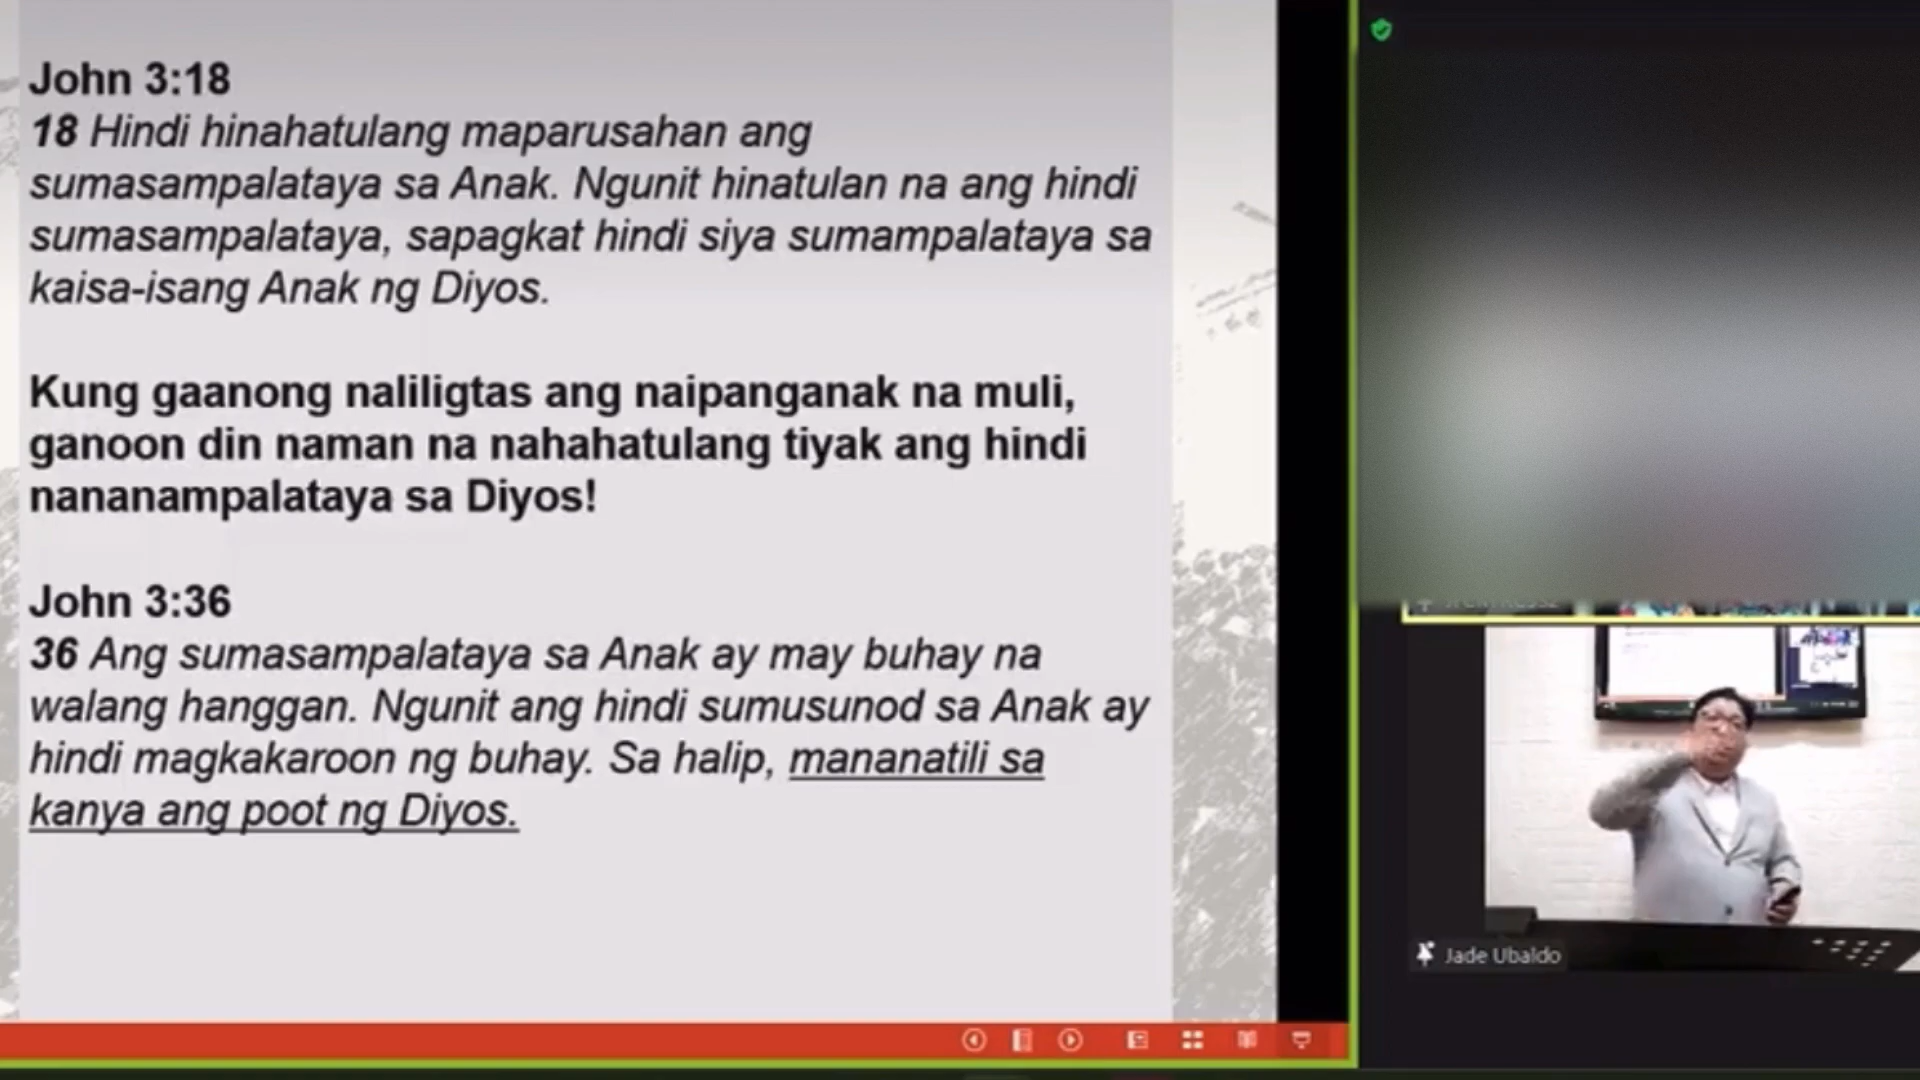 John 3:18
18 Hindi hinahatulang maparusahan ang
sumasampalataya sa Anak. Ngunit hinatulan na ang hindi
sumasampalataya, sapagkat hindi siya sumampalataya sa
kaisa-isang Anak ng Diyos.
Kung gaanong naliligtas ang naipanganak na muli,
ganoon din naman na nahahatulang tiyak ang hindi
nananampalataya sa Diyos!
John 3:36
36 Ang sumasampalataya sa Anak ay may buhay na
walang hanggan. Ngunit ang hindi sumusunod sa Anak ay
hindi magkakaroon ng buhay. Sa halip, mananatili sa
kanya ang poot ng Diyos.
Jade Ubaldo